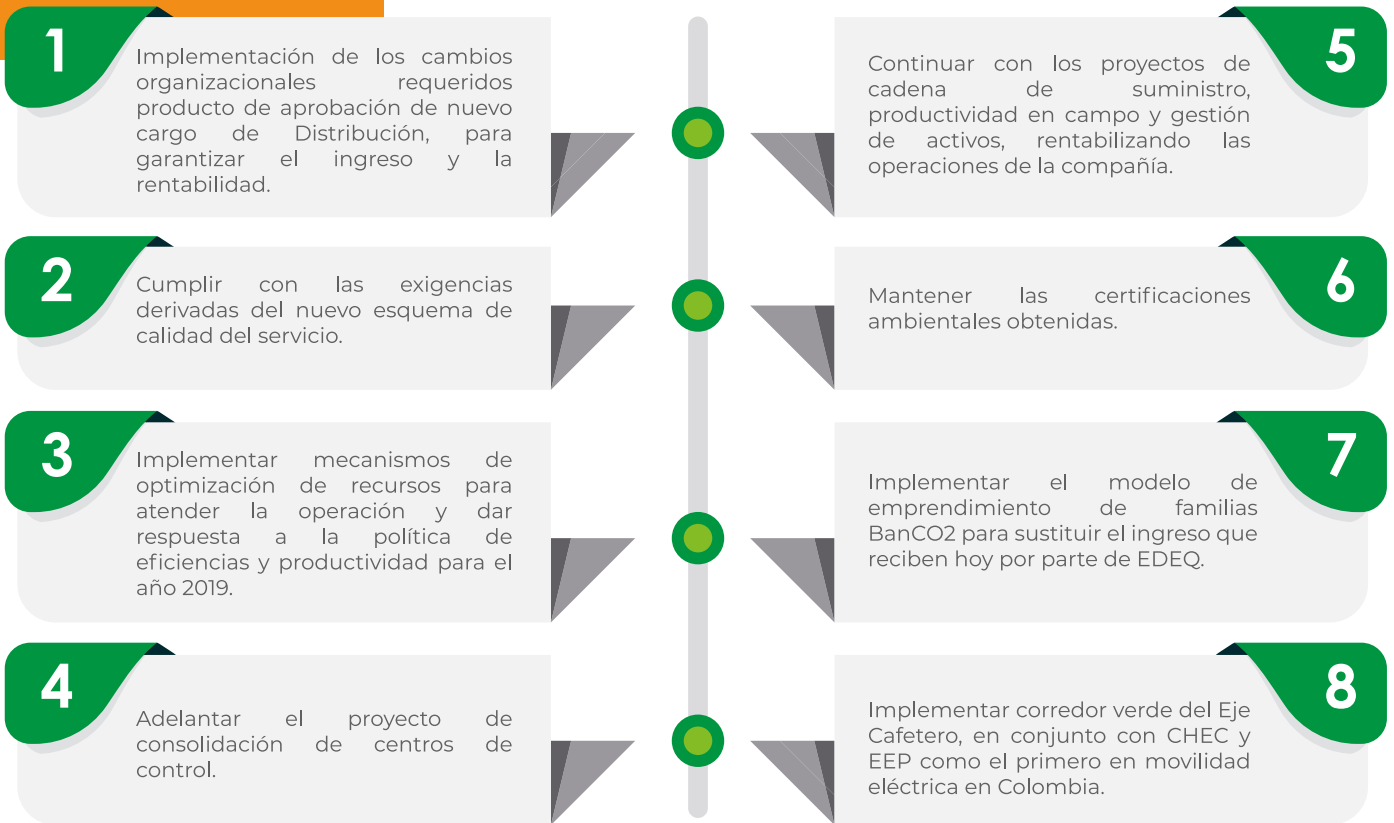 1
Implementación de los cambios
organizacionales requeridos
producto de aprobación de nuevo
cargo de Distribución, para
garantizar el ingreso y la
rentabilidad.
2
Cumplir con las exigencias
derivadas del nuevo esquema de
calidad del servicio.
3
Implementar mecanismos de
optimización de recursos para
atender la operación y dar
respuesta a la política de
eficiencias y productividad para el
año 2019.
4
Adelantar el proyecto de
consolidación de centros de
control.
5
Continuar con los proyectos de
cadena de suministro,
productividad en campo y gestión
de activos, rentabilizando las
operaciones de la compañía.
6
Mantener las certificaciones
ambientales obtenidas.
7
Implementar el modelo de
emprendimiento de familias
BanCO2 para sustituir el ingreso que
reciben hoy por parte de EDEQ.
8
Implementar corredor verde del Eje
Cafetero, en conjunto con CHEC y
EEP como el primero en movilidad
eléctrica en Colombia.